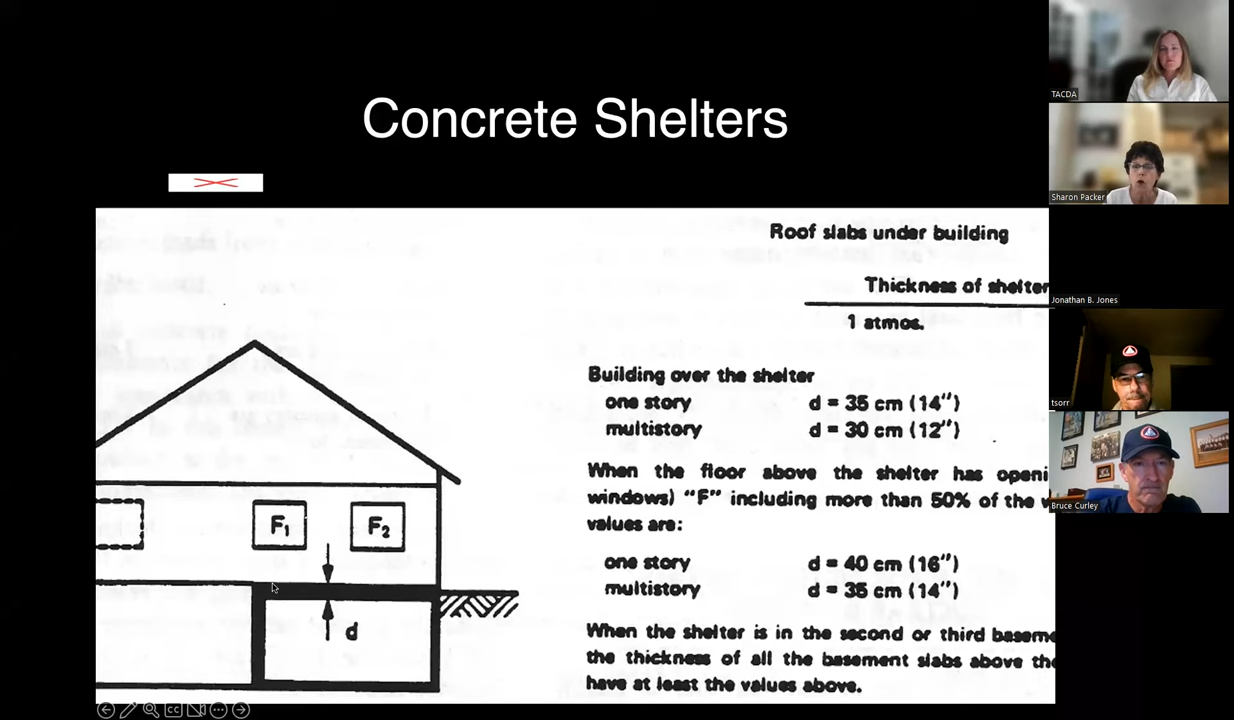 Concrete Shelters
TACDA
Sharon Packer
Jonathan B. Jones
tsorr
Bruce Curley
Roof slabs under building
Thickness of shelter
1 atmos.
Building over the shelter
one story d = 35 cm (14")
multistory d = 30 cm (12")
When the floor above the shelter has openi
windows) "F" including more than 50% of the w
values are:
one story d = 40 cm (16")
multistory d = 35 cm (14")
When the shelter is in the second or third baseme
the thickness of all the basement slabs above the
have at least the values above.
F₁
F₂
d